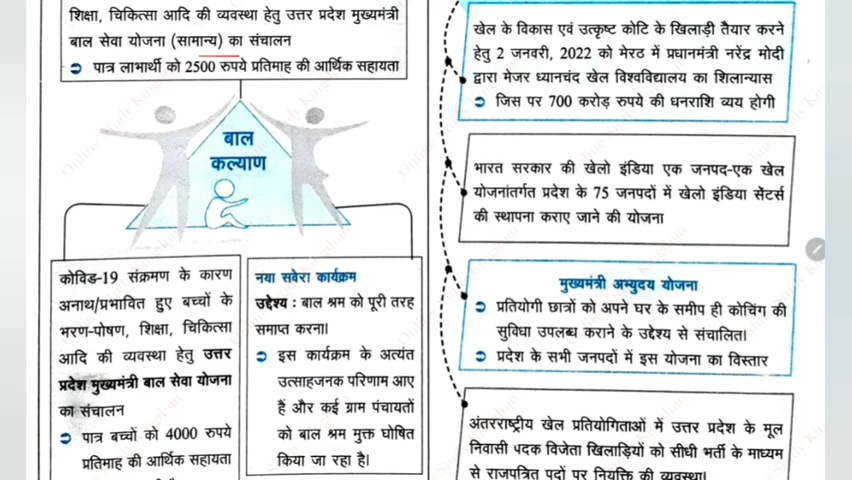 शिक्षा, चिकित्सा आदि की व्यवस्था हेतु उत्तर प्रदेश मुख्यमंत्री
बाल सेवा योजना (सामान्य) का संचालन
पात्र लाभार्थी को 2500 रुपये प्रतिमाह की आर्थिक सहायता
बाल
कल्याण
कोविड-19 संक्रमण के कारण
अनाथ/प्रभावित हुए बच्चों के
भरण-पोषण, शिक्षा, चिकित्सा
आदि की व्यवस्था हेतु उत्तर
प्रदेश मुख्यमंत्री बाल सेवा योजना
का संचालन
पात्र बच्चों को 4000 रुपये
प्रतिमाह की आर्थिक सहायता
नया सवेरा कार्यक्रम
उद्देश्य : बाल श्रम को पूरी तरह
समाप्त करना।
इस कार्यक्रम के अत्यंत
उत्साहजनक परिणाम आए
हैं और कई ग्राम पंचायतों
को बाल श्रम मुक्त घोषित
किया जा रहा है।
खेल के विकास एवं उत्कृष्ट कोटि के खिलाड़ी तैयार करने
हेतु 2 जनवरी, 2022 को मेरठ में प्रधानमंत्री नरेंद्र मोदी
द्वारा मेजर ध्यानचंद खेल विश्वविद्यालय का शिलान्यास
जिस पर 700 करोड़ रुपये की धनराशि व्यय होगी
भारत सरकार की खेलो इंडिया एक जनपद-एक खेल
योजनांतर्गत प्रदेश के 75 जनपदों में खेलो इंडिया सेंटर्स
की स्थापना कराए जाने की योजना
मुख्यमंत्री अभ्युदय योजना
प्रतियोगी छात्रों को अपने घर के समीप ही कोचिंग की
सुविधा उपलब्ध कराने के उद्देश्य से संचालित।
प्रदेश के सभी जनपदों में इस योजना का विस्तार
अंतरराष्ट्रीय खेल प्रतियोगिताओं में उत्तर प्रदेश के मूल
निवासी पदक विजेता खिलाड़ियों को सीधी भर्ती के माध्यम
से राजपत्रित पदों पर नियुक्ति की व्यवस्था।